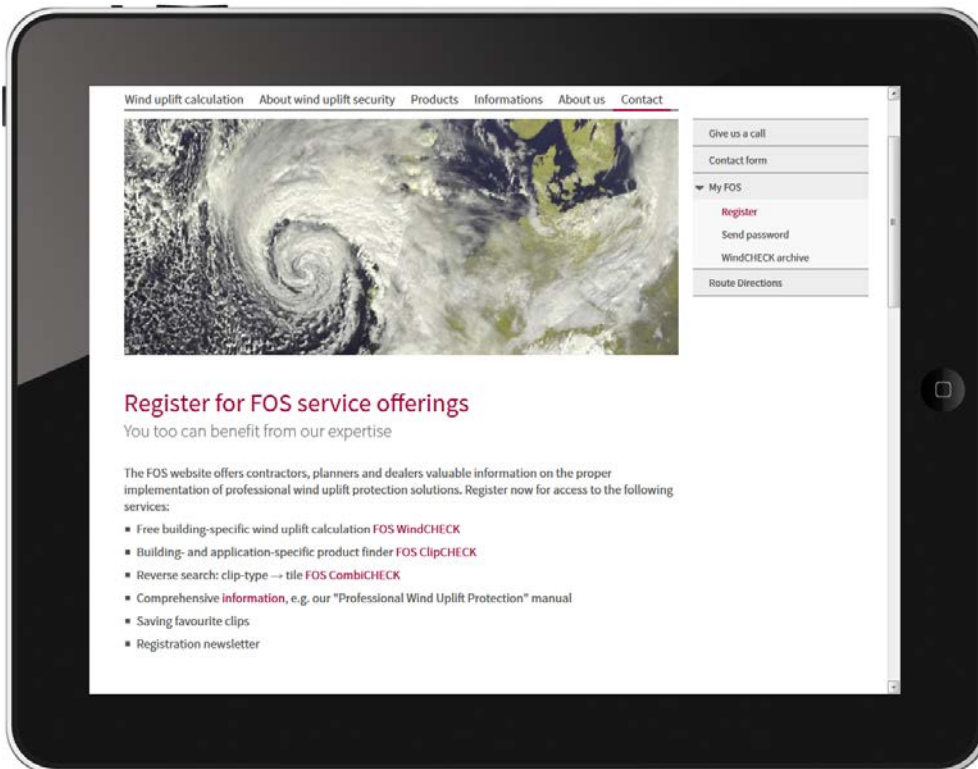 Wind uplift calculation About wind uplift security Products Informations About us Contact
Give us a call
Contact form
My FOS
Register
Send password
WindCHECK archive
Route Directions
Register for FOS service offerings
You too can benefit from our expertise
The FOS website offers contractors, planners and dealers valuable information on the proper
implementation of professional wind uplift protection solutions. Register now for access to the following
services:
▪ Free building-specific wind uplift calculation FOS WindCHECK
▪ Building- and application-specific product finder FOS ClipCHECK
▪ Reverse search: clip-type → tile FOS CombiCHECK
▪ Comprehensive information, e.g. our "Professional Wind Uplift Protection" manual
▪ Saving favourite clips
▪ Registration newsletter